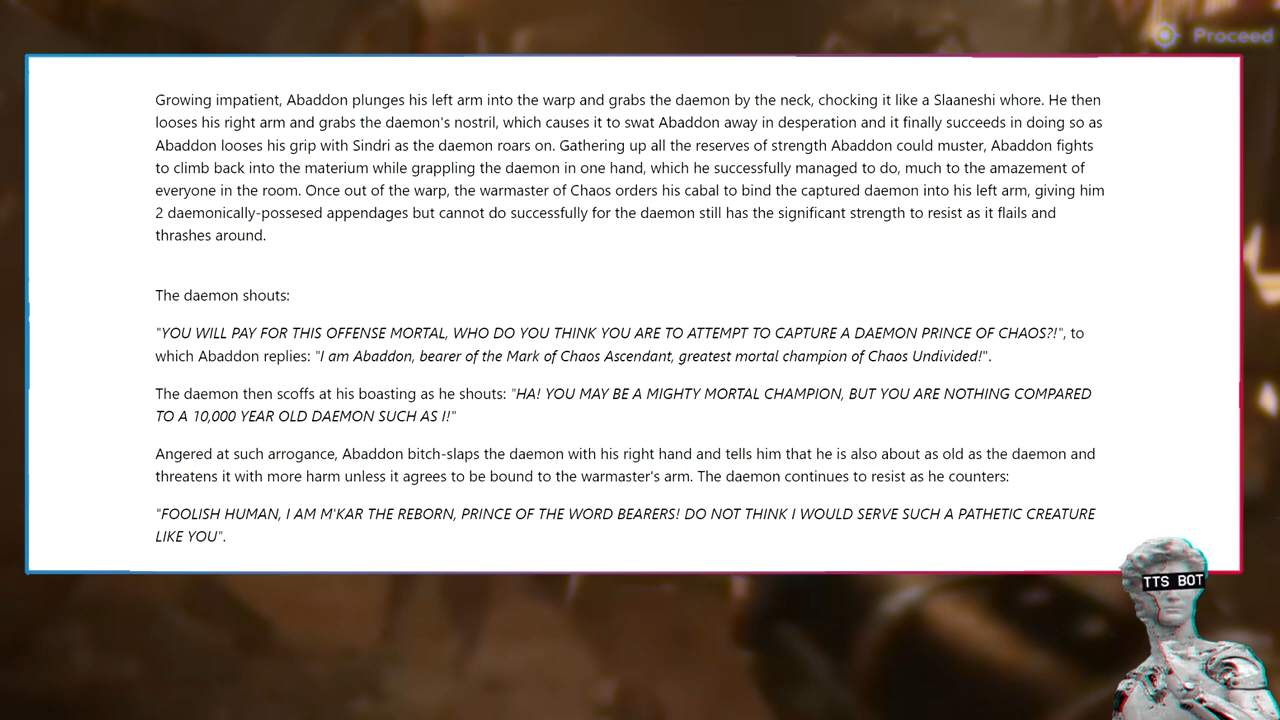 Proceed
Growing impatient, Abaddon plunges his left arm into the warp and grabs the daemon by the neck, chocking it like a Slaaneshi whore. He then
looses his right arm and grabs the daemon's nostril, which causes it to swat Abaddon away in desperation and it finally succeeds in doing so as
Abaddon looses his grip with Sindri as the daemon roars on. Gathering up all the reserves of strength Abaddon could muster, Abaddon fights
to climb back into the materium while grappling the daemon in one hand, which he successfully managed to do, much to the amazement of
everyone in the room. Once out of the warp, the warmaster of Chaos orders his cabal to bind the captured daemon into his left arm, giving him
2 daemonically-possesed appendages but cannot do successfully for the daemon still has the significant strength to resist as it flails and
thrashes around.
The daemon shouts:
"YOU WILL PAY FOR THIS OFFENSE MORTAL, WHO DO YOU THINK YOU ARE TO ATTEMPT TO CAPTURE A DAEMON PRINCE OF CHAOS?!", to
which Abaddon replies: "I am Abaddon, bearer of the Mark of Chaos Ascendant, greatest mortal champion of Chaos Undivided!".
The daemon then scoffs at his boasting as he shouts: "HA! YOU MAY BE A MIGHTY MORTAL CHAMPION, BUT YOU ARE NOTHING COMPARED
TO A 10,000 YEAR OLD DAEMON SUCH AS I!"
Angered at such arrogance, Abaddon bitch-slaps the daemon with his right hand and tells him that he is also about as old as the daemon and
threatens it with more harm unless it agrees to be bound to the warmaster's arm. The daemon continues to resist as he counters:
"FOOLISH HUMAN, I AM M'KAR THE REBORN, PRINCE OF THE WORD BEARERS! DO NOT THINK I WOULD SERVE SUCH A PATHETIC CREATURE
LIKE YOU".
TTS BOT